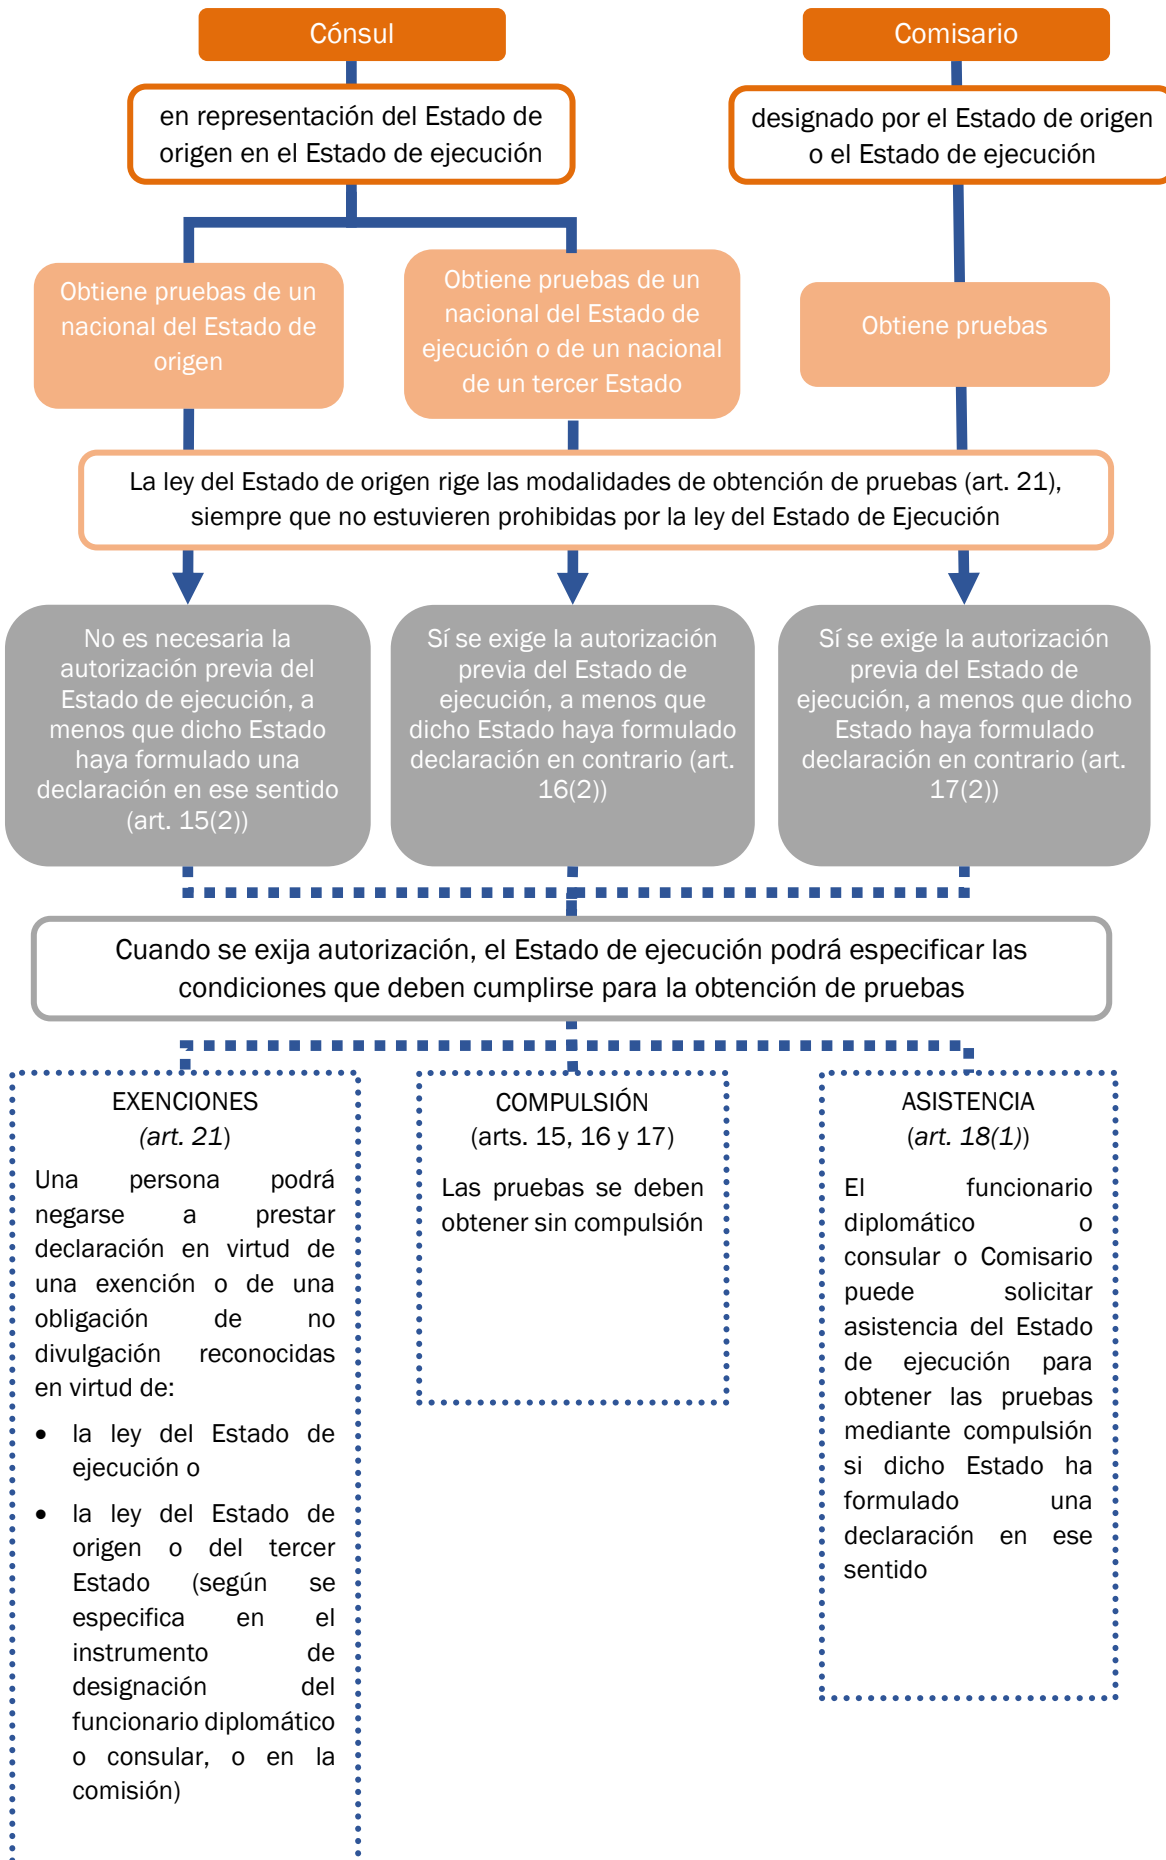 Cónsul
Comisario
en representación del Estado de
origen en el Estado de ejecución
designado por el Estado de origen
o el Estado de ejecución
Obtiene pruebas de un
nacional del Estado de
origen
Obtiene pruebas de un
nacional del Estado de
ejecución o de un nacional
de un tercer Estado
Obtiene pruebas
La ley del Estado de origen rige las modalidades de obtención de pruebas (art. 21),
siempre que no estuvieren prohibidas por la ley del Estado de Ejecución
No es necesaria la
autorización previa del
Estado de ejecución, a
menos que dicho Estado
haya formulado una
declaración en ese sentido
(art. 15(2))
Sí se exige la autorización
previa del Estado de
ejecución, a menos que
dicho Estado haya formulado
declaración en contrario (art.
16(2))
Sí se exige la autorización
previa del Estado de
ejecución, a menos que dicho
Estado haya formulado
declaración en contrario (art.
17(2))
Cuando se exija autorización, el Estado de ejecución podrá especificar las
condiciones que deben cumplirse para la obtención de pruebas
EXENCIONES
(art. 21)
Una persona podrá
negarse a prestar
declaración en virtud de
una exención o de una
obligación de no
divulgación reconocidas
en virtud de:
• la ley del Estado de
ejecución o
• la ley del Estado de
origen o del tercer
Estado (según se
especifica en el
instrumento de
designación del
funcionario diplomático
o consular, o en la
comisión)
COMPULSIÓN
(arts. 15, 16 y 17)
Las pruebas se deben
obtener sin compulsión
ASISTENCIA
(art. 18(1))
El funcionario
diplomático o
consular o Comisario
puede solicitar
asistencia del Estado
de ejecución para
obtener las pruebas
mediante compulsión
si dicho Estado ha
formulado una
declaración en ese
sentido